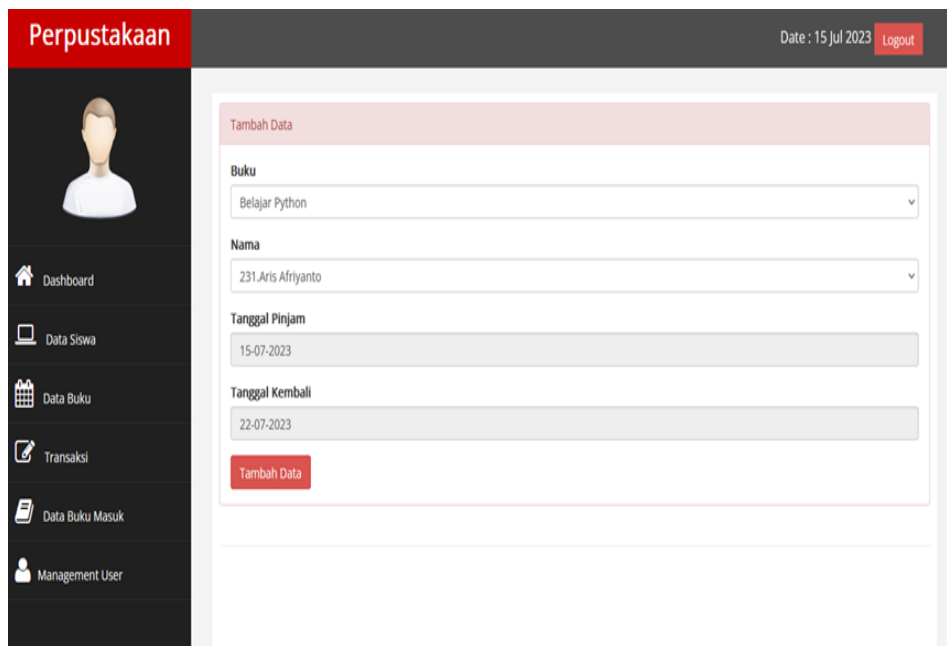 Perpustakaan
Date : 15 Jul 2023 Logout
Dashboard
Data Siswa
Data Buku
Transaksi
Data Buku Masuk
Management User
Tambah Data
Buku
Belajar Python
Nama
231.Aris Afriyanto
Tanggal Pinjam
15-07-2023
Tanggal Kembali
22-07-2023
Tambah Data